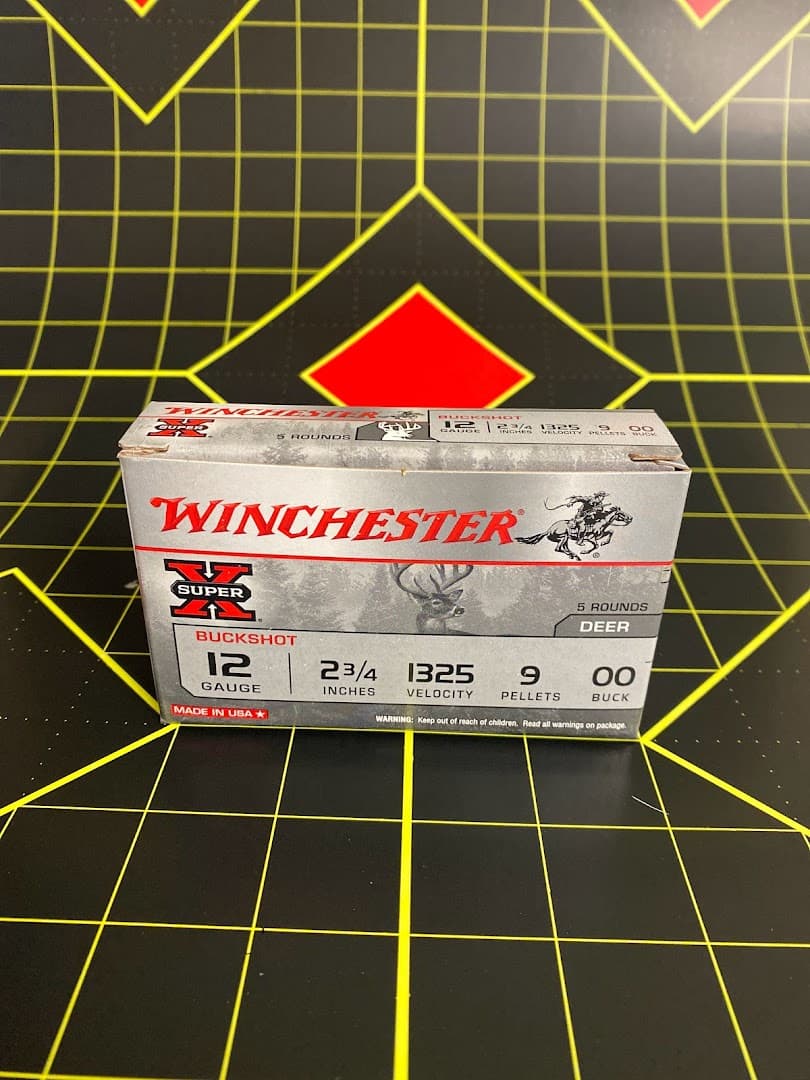 WINCHESTER
SUPER X
5 ROUNDS
BUCKSHOT
12 2 3/4 1325 9 00
GAUGE INCHES VELOCITY PELLETS BUCK
WINCHESTER®
SUPER X
5 ROUNDS
DEER
BUCKSHOT
12 2 3/4 1325 9 00
GAUGE INCHES VELOCITY PELLETS BUCK
MADE IN USA★
WARNING: Keep out of reach of children. Read all warnings on package.